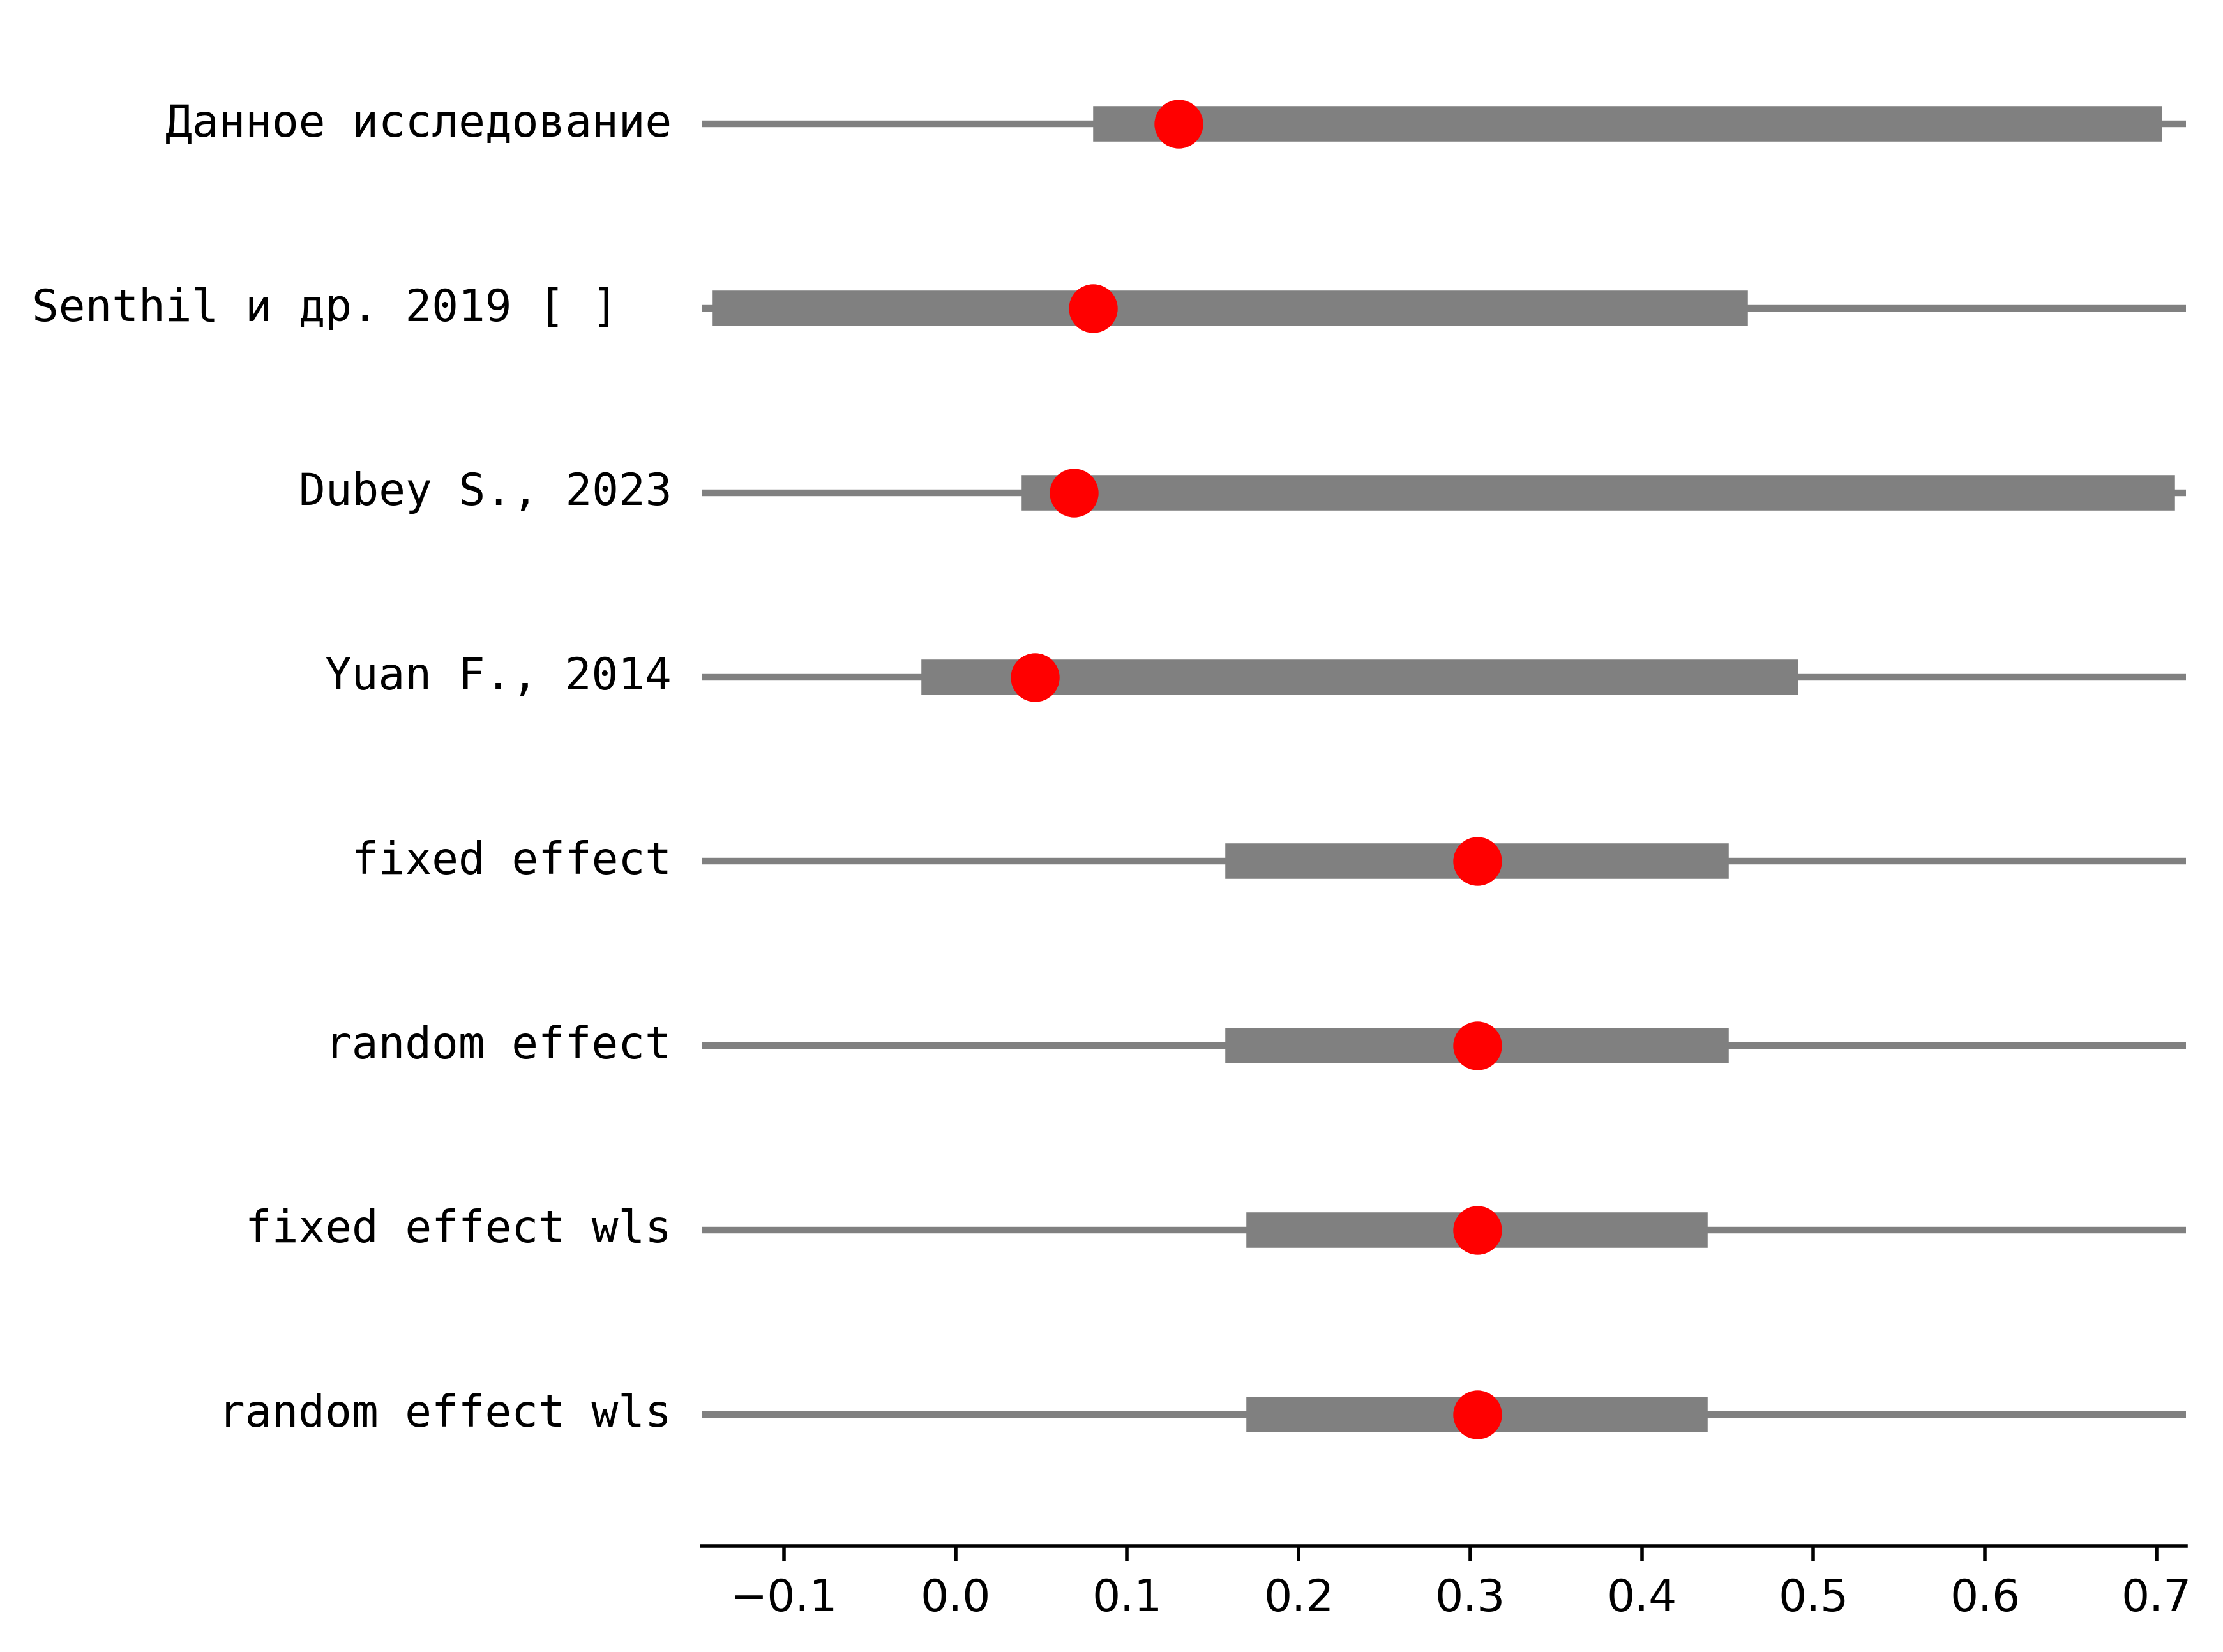 Данное исследование
Senthil и др. 2019 [ ]
Dubey S., 2023
Yuan F., 2014
fixed effect
random effect
fixed effect wls
random effect wls
−0.1 0.0 0.1 0.2 0.3 0.4 0.5 0.6 0.7